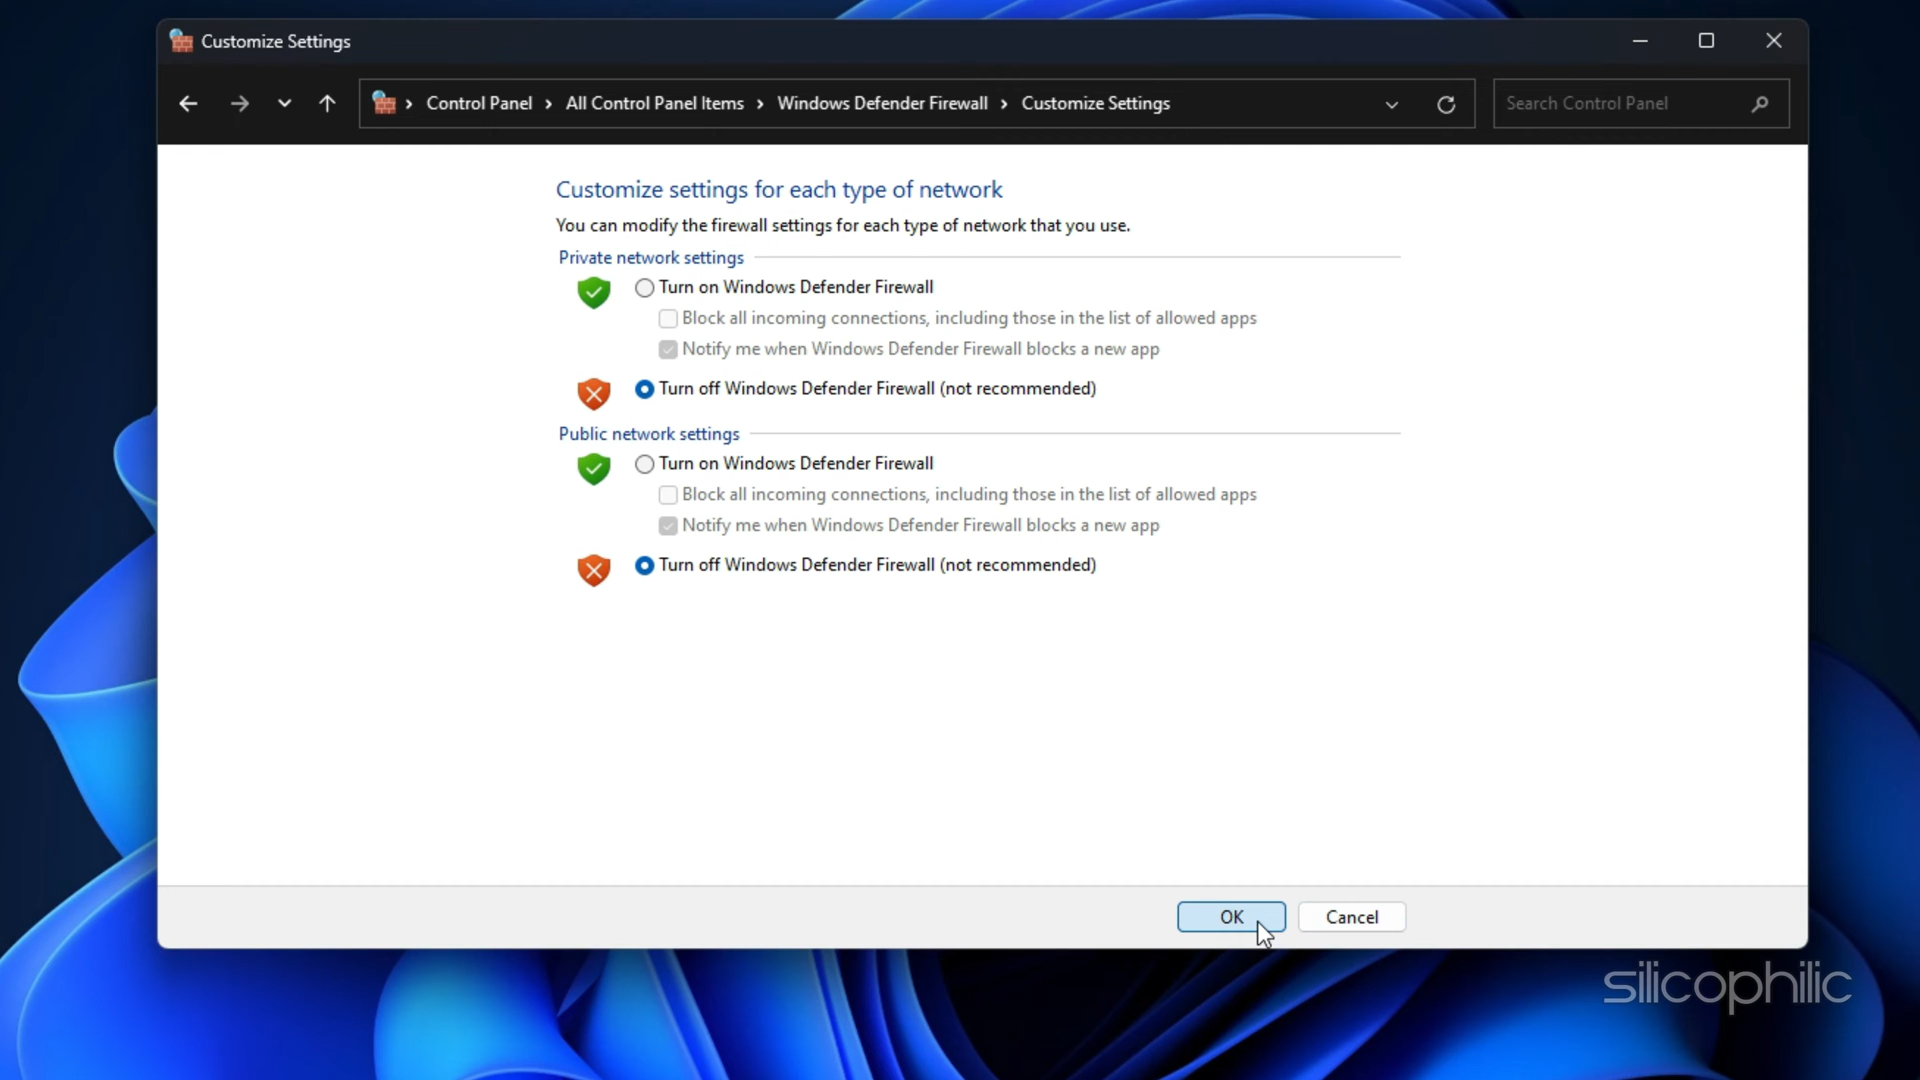 Customize Settings
Control Panel › All Control Panel Items › Windows Defender Firewall › Customize Settings
Search Control Panel
Customize settings for each type of network
You can modify the firewall settings for each type of network that you use.
Private network settings
Turn on Windows Defender Firewall
Block all incoming connections, including those in the list of allowed apps
Notify me when Windows Defender Firewall blocks a new app
Turn off Windows Defender Firewall (not recommended)
Public network settings
Turn on Windows Defender Firewall
Block all incoming connections, including those in the list of allowed apps
Notify me when Windows Defender Firewall blocks a new app
Turn off Windows Defender Firewall (not recommended)
OK
Cancel
silicophilic